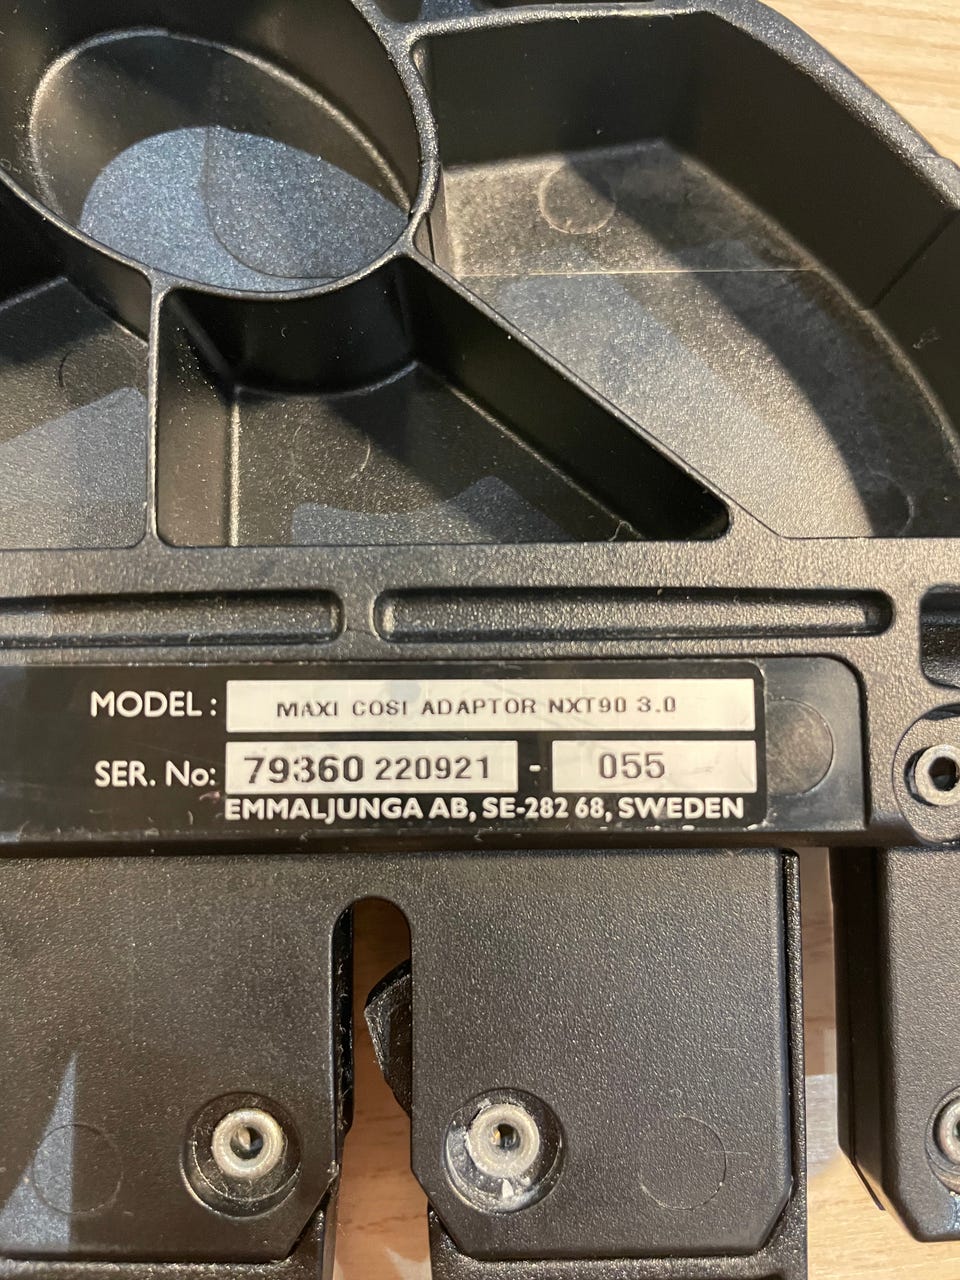 MODEL : MAXI COSI ADAPTOR NXT90 3.0
SER. No: 79360 220921 - 055
EMMALJUNGA AB, SE-282 68, SWEDEN